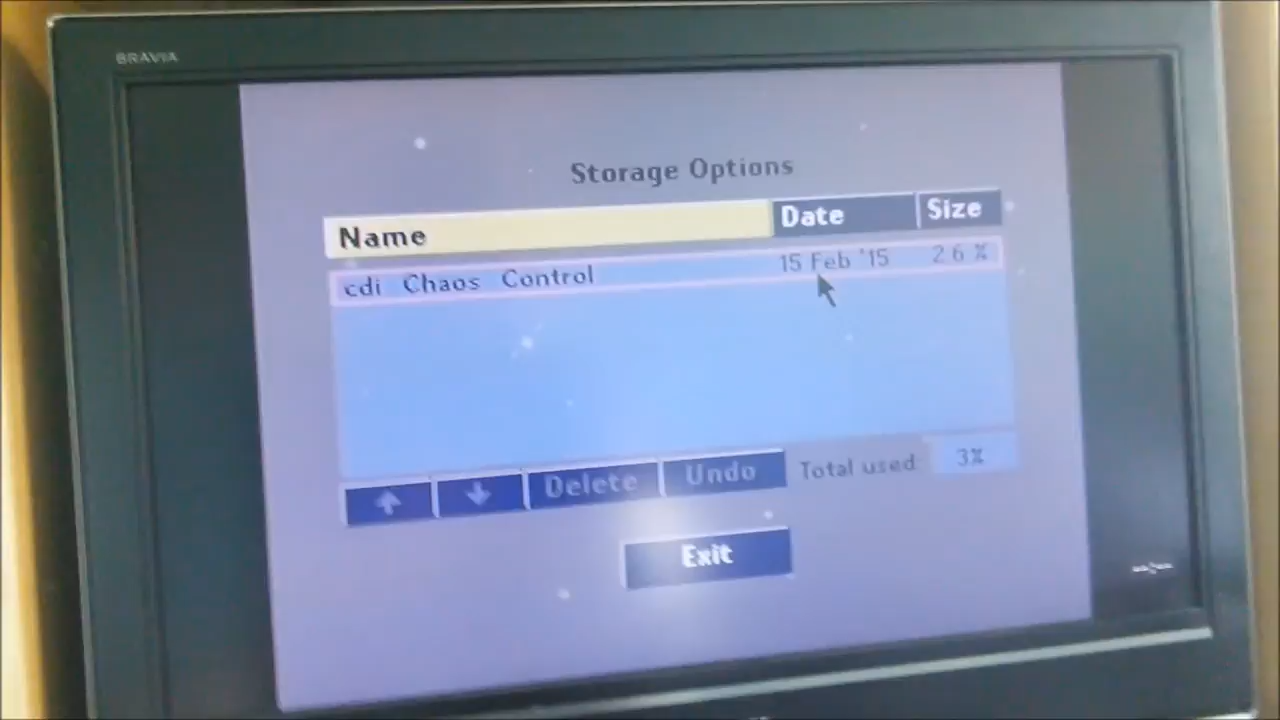 BRAVIA
Storage Options
Name Date Size
cdi Chaos Control 15 Feb '15 2.6 %
Delete Undo Total used 3%
Exit